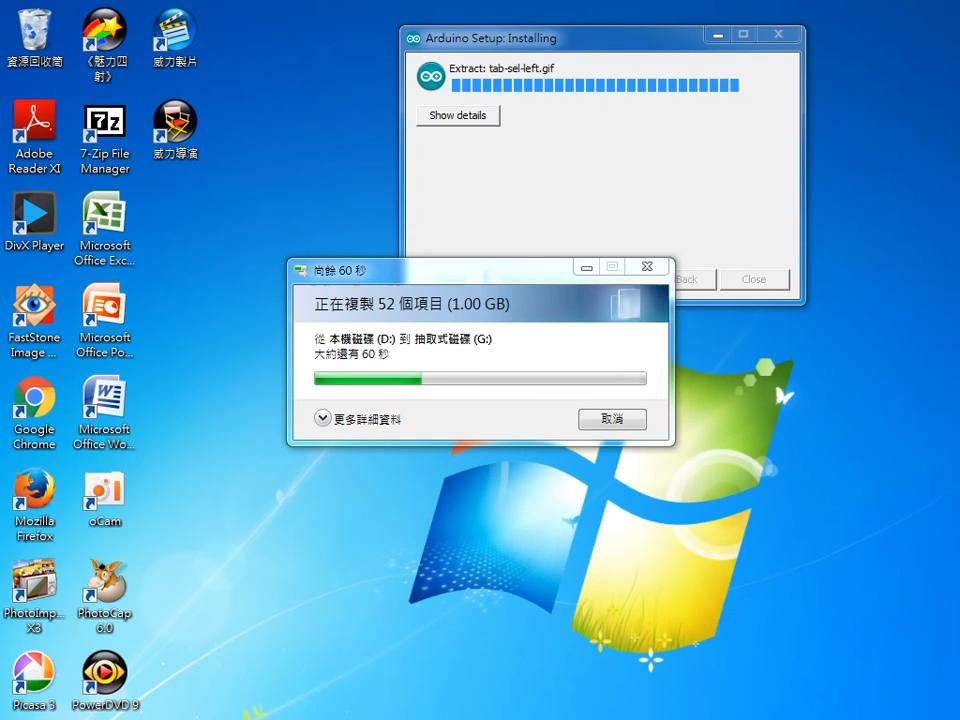 資源回收筒
《魅力四
射》
威力製片
Adobe
Reader XI
7-Zip File
Manager
威力導演
DivX Player
Microsoft
Office Exc...
FastStone
Image ...
Microsoft
Office Po...
Google
Chrome
Microsoft
Office Wo...
Mozilla
Firefox
oCam
PhotoImp...
X3
PhotoCap
6.0
Picasa 3
PowerDVD 9
Arduino Setup: Installing
Extract: tab-sel-left.gif
Show details
Back
Close
尚餘 60 秒
正在複製 52 個項目 (1.00 GB)
從 本機磁碟 (D:) 到 抽取式磁碟 (G:)
大約還有 60 秒
更多詳細資料
取消